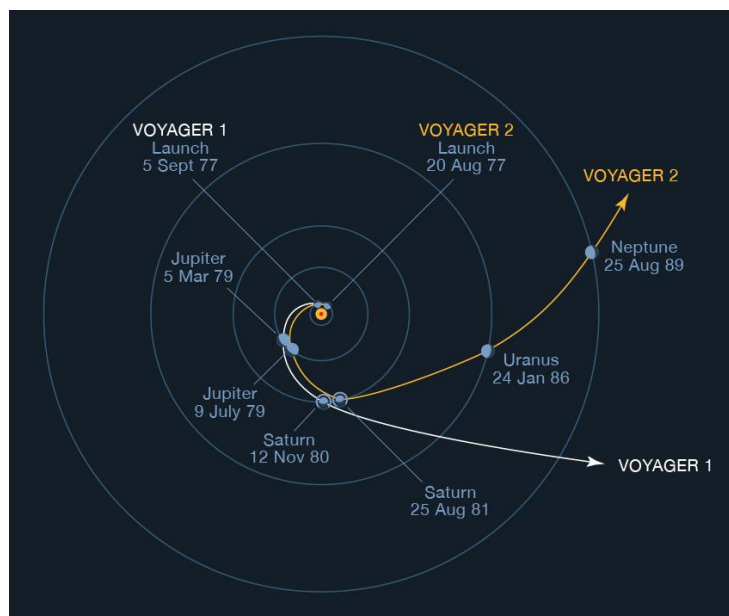 VOYAGER 1
Launch
5 Sept 77
VOYAGER 2
Launch
20 Aug 77
VOYAGER 2
Neptune
25 Aug 89
Jupiter
5 Mar 79
Uranus
24 Jan 86
Jupiter
9 July 79
Saturn
12 Nov 80
VOYAGER 1
Saturn
25 Aug 81